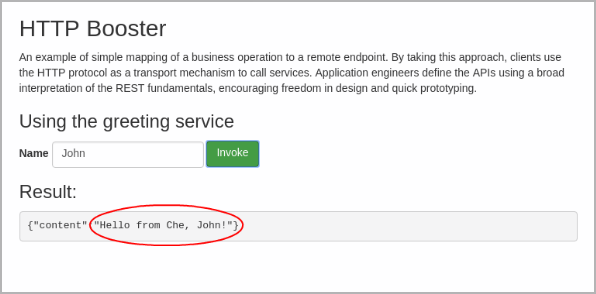 HTTP Booster
An example of simple mapping of a business operation to a remote endpoint. By taking this approach, clients use
the HTTP protocol as a transport mechanism to call services. Application engineers define the APIs using a broad
interpretation of the REST fundamentals, encouraging freedom in design and quick prototyping.
Using the greeting service
Name John Invoke
Result:
{"content":"Hello from Che, John!"}